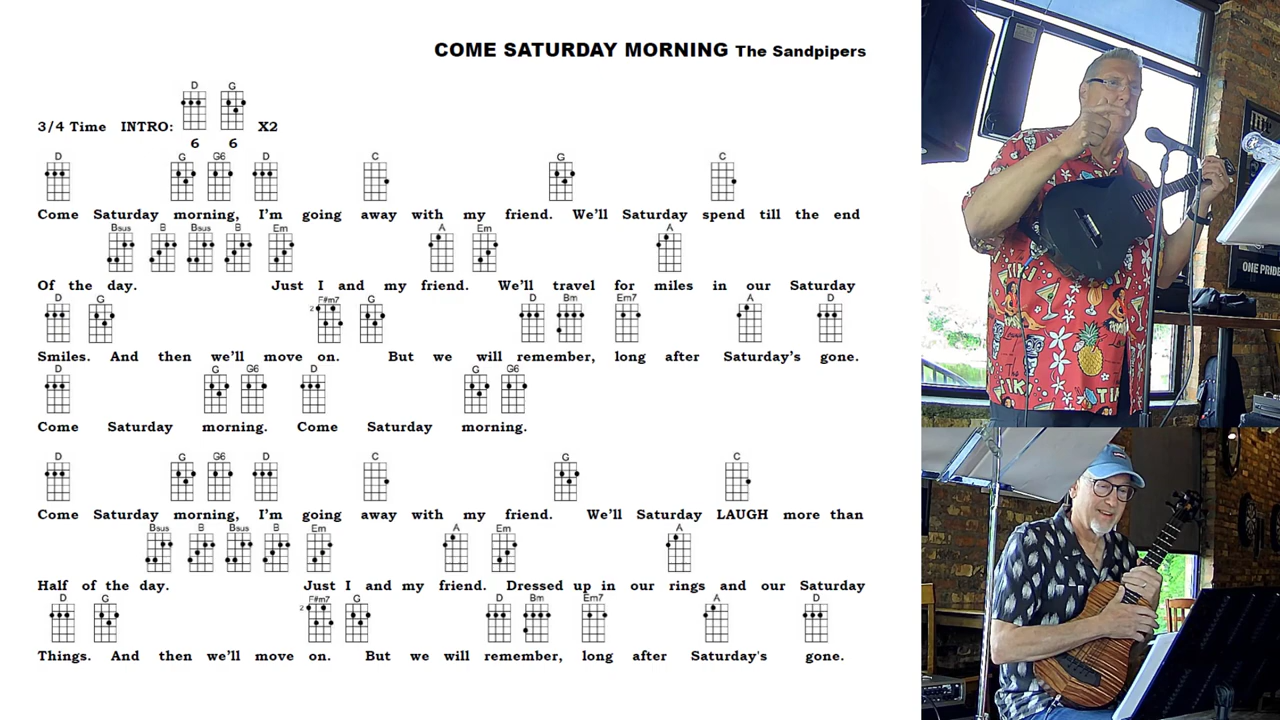 COME SATURDAY MORNING The Sandpipers
D G
3/4 Time INTRO: X2
6 6
D G G6 D C G C
Come Saturday morning, I'm going away with my friend. We'll Saturday spend till the end
Bsus B Bsus B Em A Em A
Of the day. Just I and my friend. We'll travel for miles in our Saturday
D G F#m7 G D Bm Em7 A D
2
Smiles. And then we'll move on. But we will remember, long after Saturday's gone.
D G G6 D G G6
Come Saturday morning. Come Saturday morning.
D G G6 D C G C
Come Saturday morning, I'm going away with my friend. We'll Saturday LAUGH more than
Bsus B Bsus B Em A Em A
Half of the day. Just I and my friend. Dressed up in our rings and our Saturday
D G F#m7 G D Bm Em7 A D
2
Things. And then we'll move on. But we will remember, long after Saturday's gone.
ONE PRIDE
TIKI